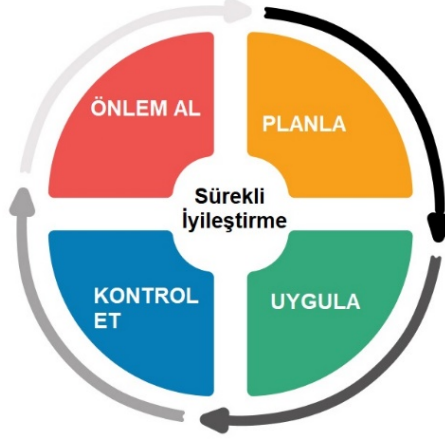 ÖNLEM AL
PLANLA
Sürekli
İyileştirme
KONTROL
ET
UYGULA